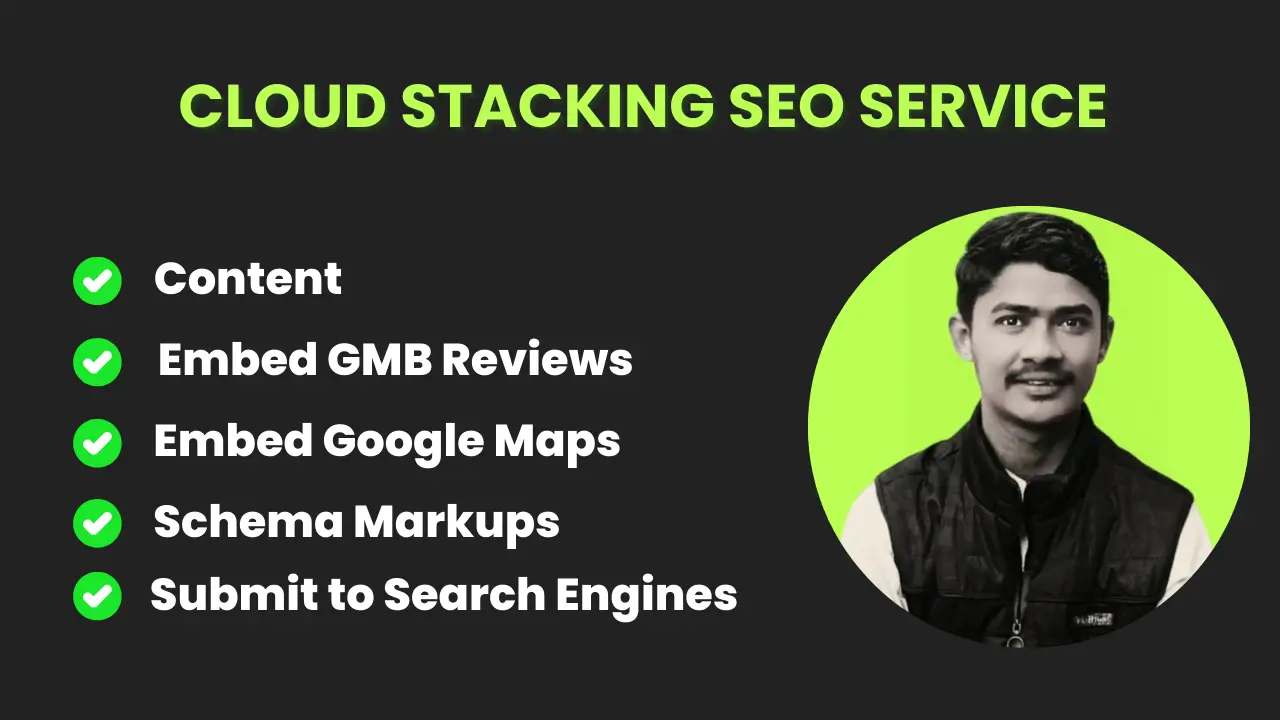 CLOUD STACKING SEO SERVICE
Content
Embed GMB Reviews
Embed Google Maps
Schema Markups
Submit to Search Engines